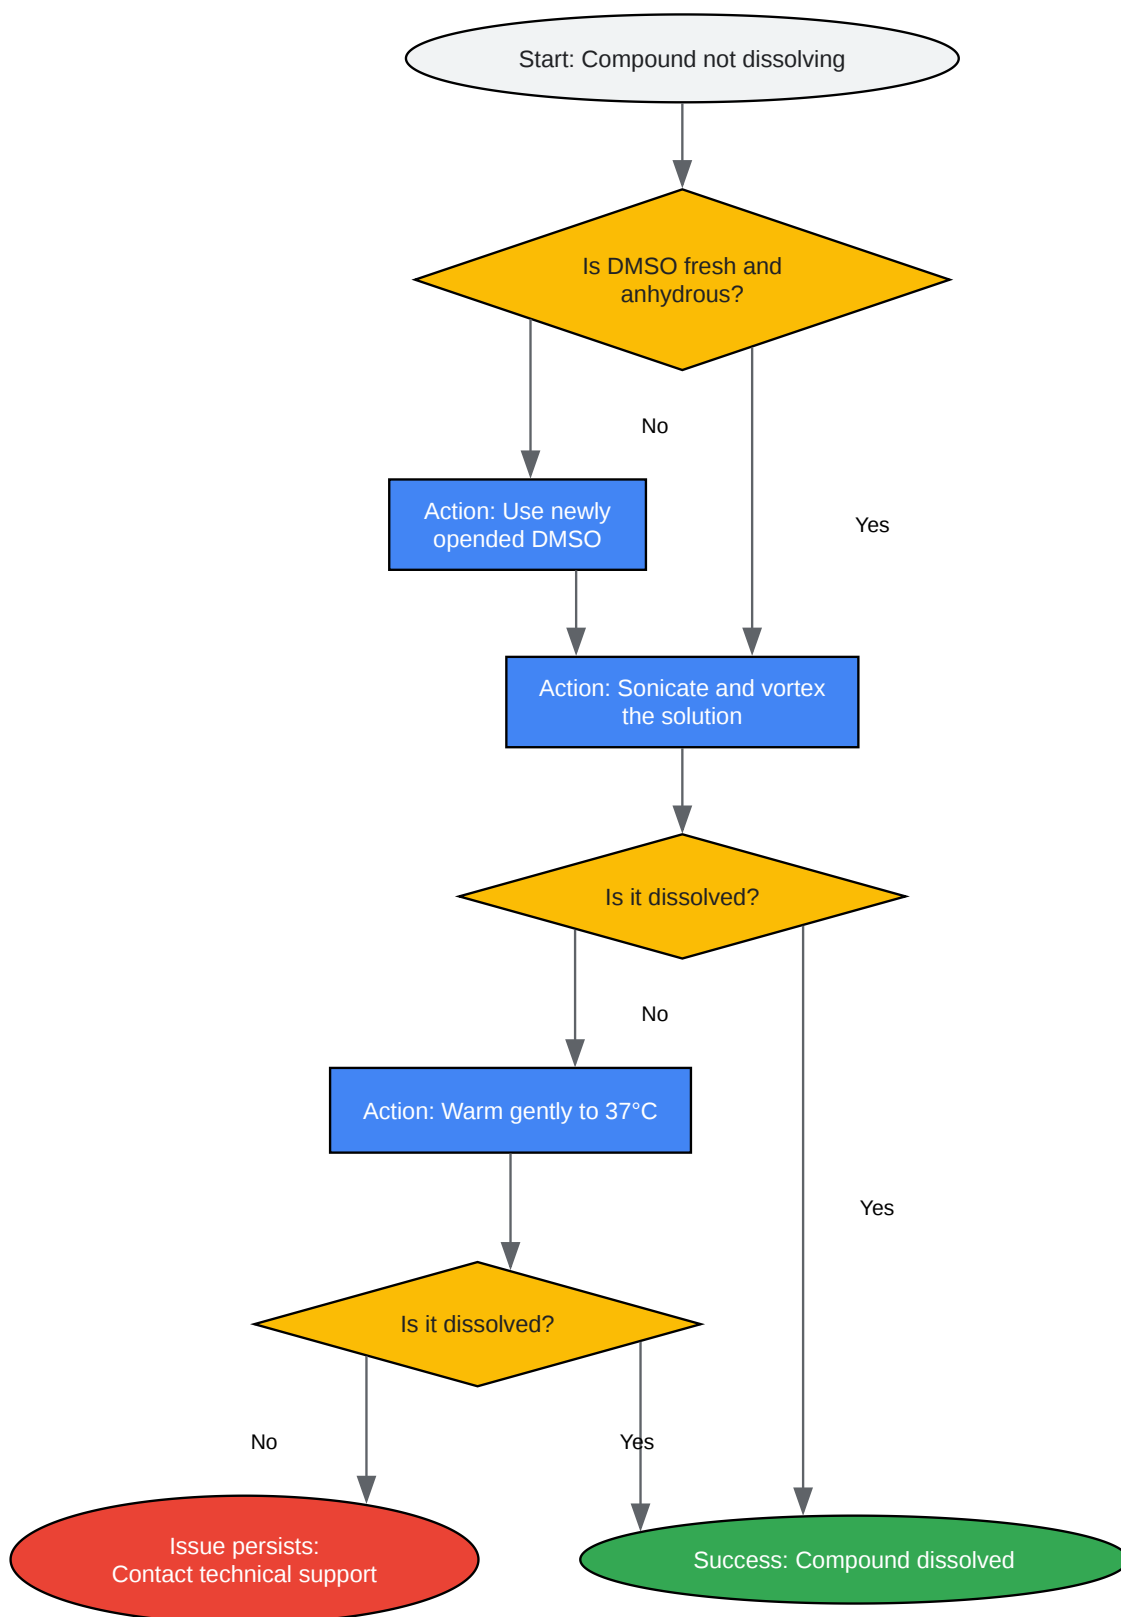 Start: Compound not dissolving
Is DMSO fresh and
anhydrous?
No
Action: Use newly
opended DMSO
Yes
Action: Sonicate and vortex
the solution
Is it dissolved?
No
Action: Warm gently to 37°C
Yes
Is it dissolved?
No
Yes
Issue persists:
Contact technical support
Success: Compound dissolved